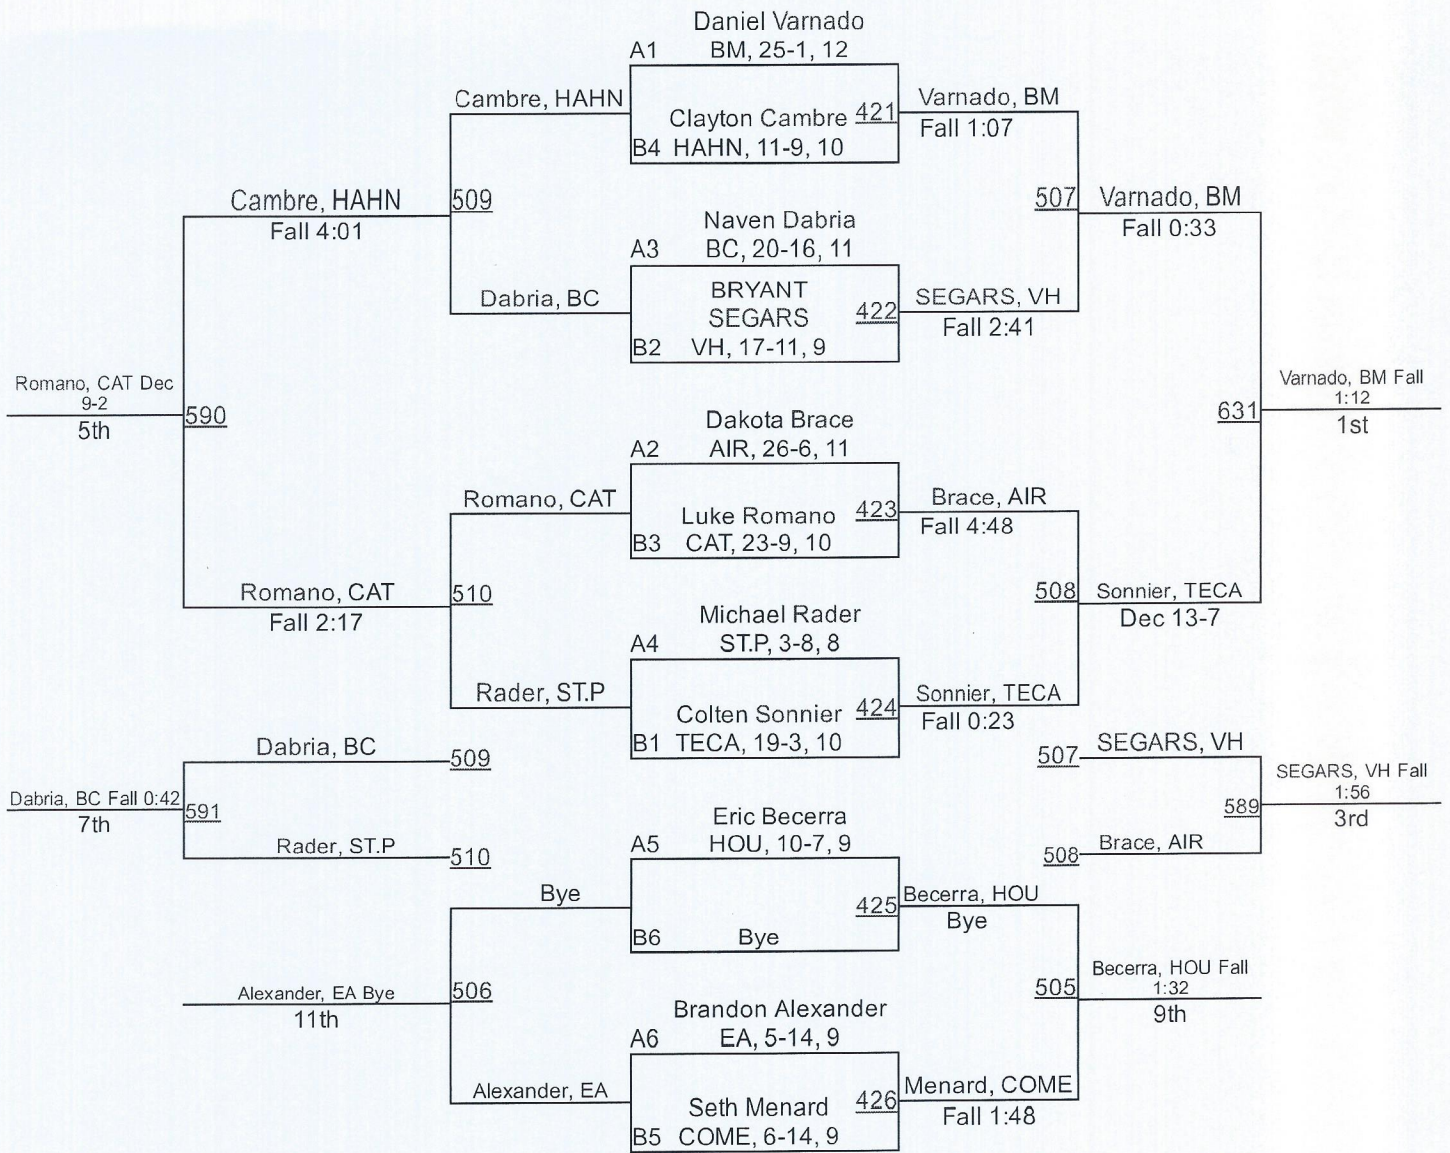 Daniel Varnado
A1 BM, 25-1, 12
Cambre, HAHN
Clayton Cambre 421
B4 HAHN, 11-9, 10
Varnado, BM
Fall 1:07
Cambre, HAHN 509
Fall 4:01
507 Varnado, BM
Fall 0:33
Naven Dabria
A3 BC, 20-16, 11
Dabria, BC
BRYANT
SEGARS 422
B2 VH, 17-11, 9
SEGARS, VH
Fall 2:41
Romano, CAT Dec
9-2
5th
590
631
Varnado, BM Fall
1:12
1st
Dakota Brace
A2 AIR, 26-6, 11
Romano, CAT
Luke Romano 423
B3 CAT, 23-9, 10
Brace, AIR
Fall 4:48
Romano, CAT 510
Fall 2:17
508 Sonnier, TECA
Dec 13-7
Michael Rader
A4 ST.P, 3-8, 8
Rader, ST.P
Colten Sonnier 424
B1 TECA, 19-3, 10
Sonnier, TECA
Fall 0:23
Dabria, BC 509
507 SEGARS, VH
Dabria, BC Fall 0:42
7th
591
589
SEGARS, VH Fall
1:56
3rd
Rader, ST.P 510
508 Brace, AIR
Eric Becerra
A5 HOU, 10-7, 9
Bye
425
B6 Bye
Becerra, HOU
Bye
Alexander, EA Bye 506
11th
505
Becerra, HOU Fall
1:32
9th
Brandon Alexander
A6 EA, 5-14, 9
Alexander, EA
Seth Menard 426
B5 COME, 6-14, 9
Menard, COME
Fall 1:48